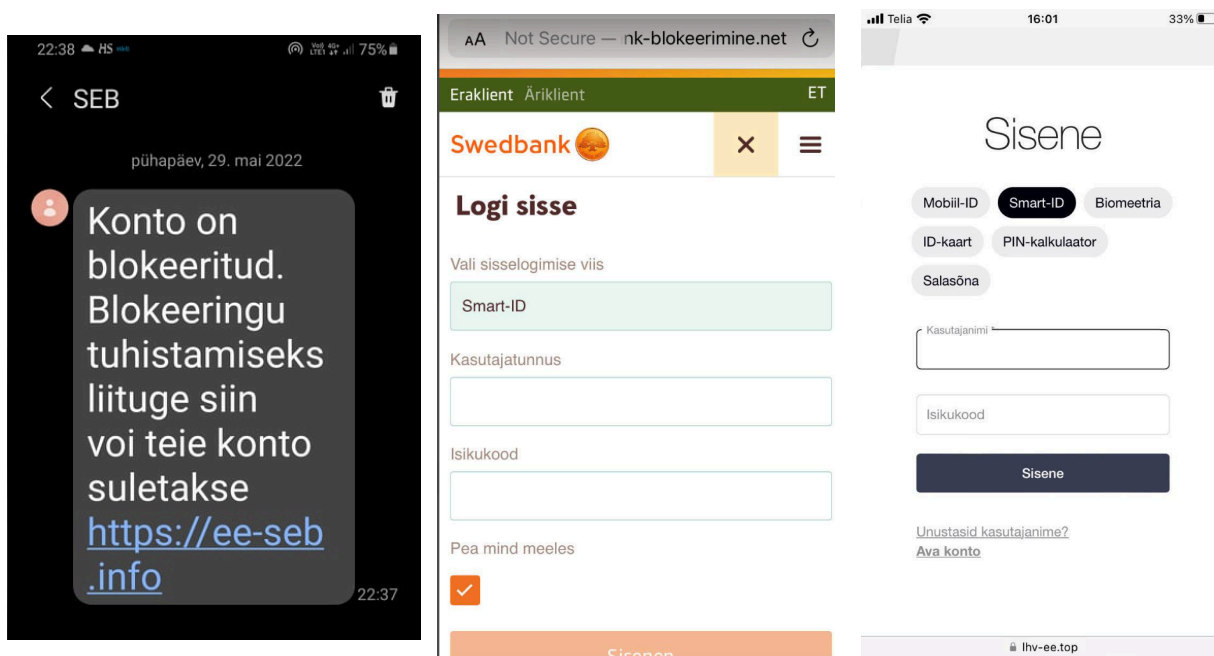 22:38 HS 75%
SEB
pühapäev, 29. mai 2022
Konto on
blokeeritud.
Blokeeringu
tuhistamiseks
liituge siin
voi teie konto
suletakse
https://ee-seb
.info
22:37
AA Not Secure — nk-blokeerimine.net
Eraklient Äriklient ET
Swedbank
Logi sisse
Vali sisselogimise viis
Smart-ID
Kasutajatunnus
Isikukood
Pea mind meeles
Telia 16:01 33%
Sisene
Mobiil-ID Smart-ID Biomeetria
ID-kaart PIN-kalkulaator
Salasõna
Kasutajanimi *
Isikukood
Sisene
Unustasid kasutajanime?
Ava konto
lhv-ee.top